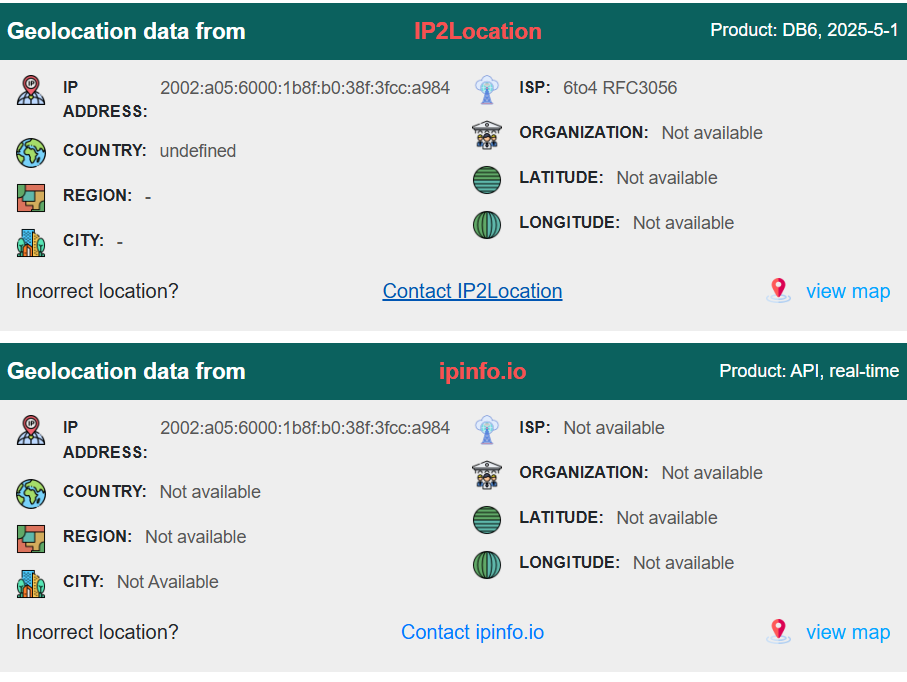 Geolocation data from IP2Location Product: DB6, 2025-5-1
IP ADDRESS: 2002:a05:6000:1b8f:b0:38f:3fcc:a984
ISP: 6to4 RFC3056
COUNTRY: undefined
ORGANIZATION: Not available
REGION: -
LATITUDE: Not available
CITY: -
LONGITUDE: Not available
Incorrect location? Contact IP2Location view map
Geolocation data from ipinfo.io Product: API, real-time
IP ADDRESS: 2002:a05:6000:1b8f:b0:38f:3fcc:a984
ISP: Not available
COUNTRY: Not available
ORGANIZATION: Not available
REGION: Not available
LATITUDE: Not available
CITY: Not Available
LONGITUDE: Not available
Incorrect location? Contact ipinfo.io view map